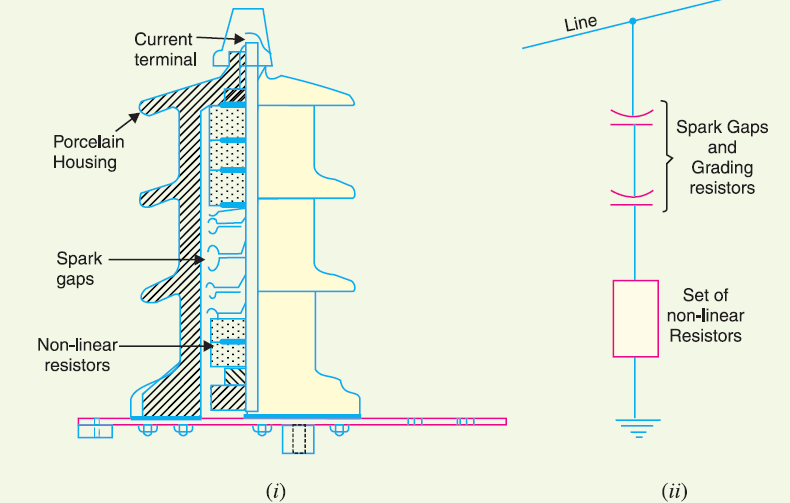 Current
terminal
Porcelain
Housing
Spark
gaps
Non-linear
resistors
(i)
Line
Spark Gaps
and
Grading
resistors
Set of
non-linear
Resistors
(ii)